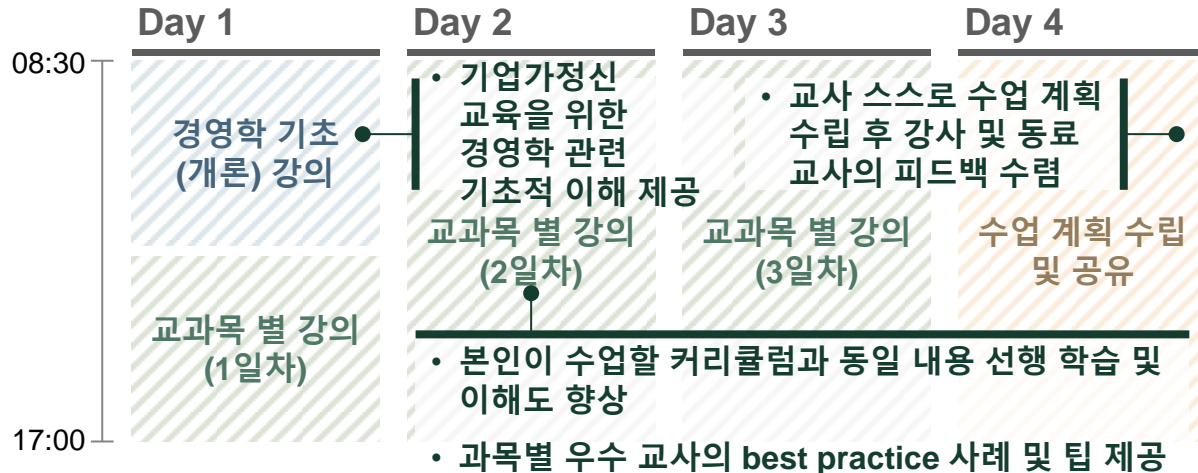 Day 1
Day 2
Day 3
Day 4
08:30
17:00
경영학 기초
(개론) 강의
교과목 별 강의
(1일차)
• 기업가정신
교육을 위한
경영학 관련
기초적 이해 제공
교과목 별 강의
(2일차)
교과목 별 강의
(3일차)
• 교사 스스로 수업 계획
수립 후 강사 및 동료
교사의 피드백 수렴
수업 계획 수립
및 공유
• 본인이 수업할 커리큘럼과 동일 내용 선행 학습 및
이해도 향상
• 과목별 우수 교사의 best practice 사례 및 팁 제공